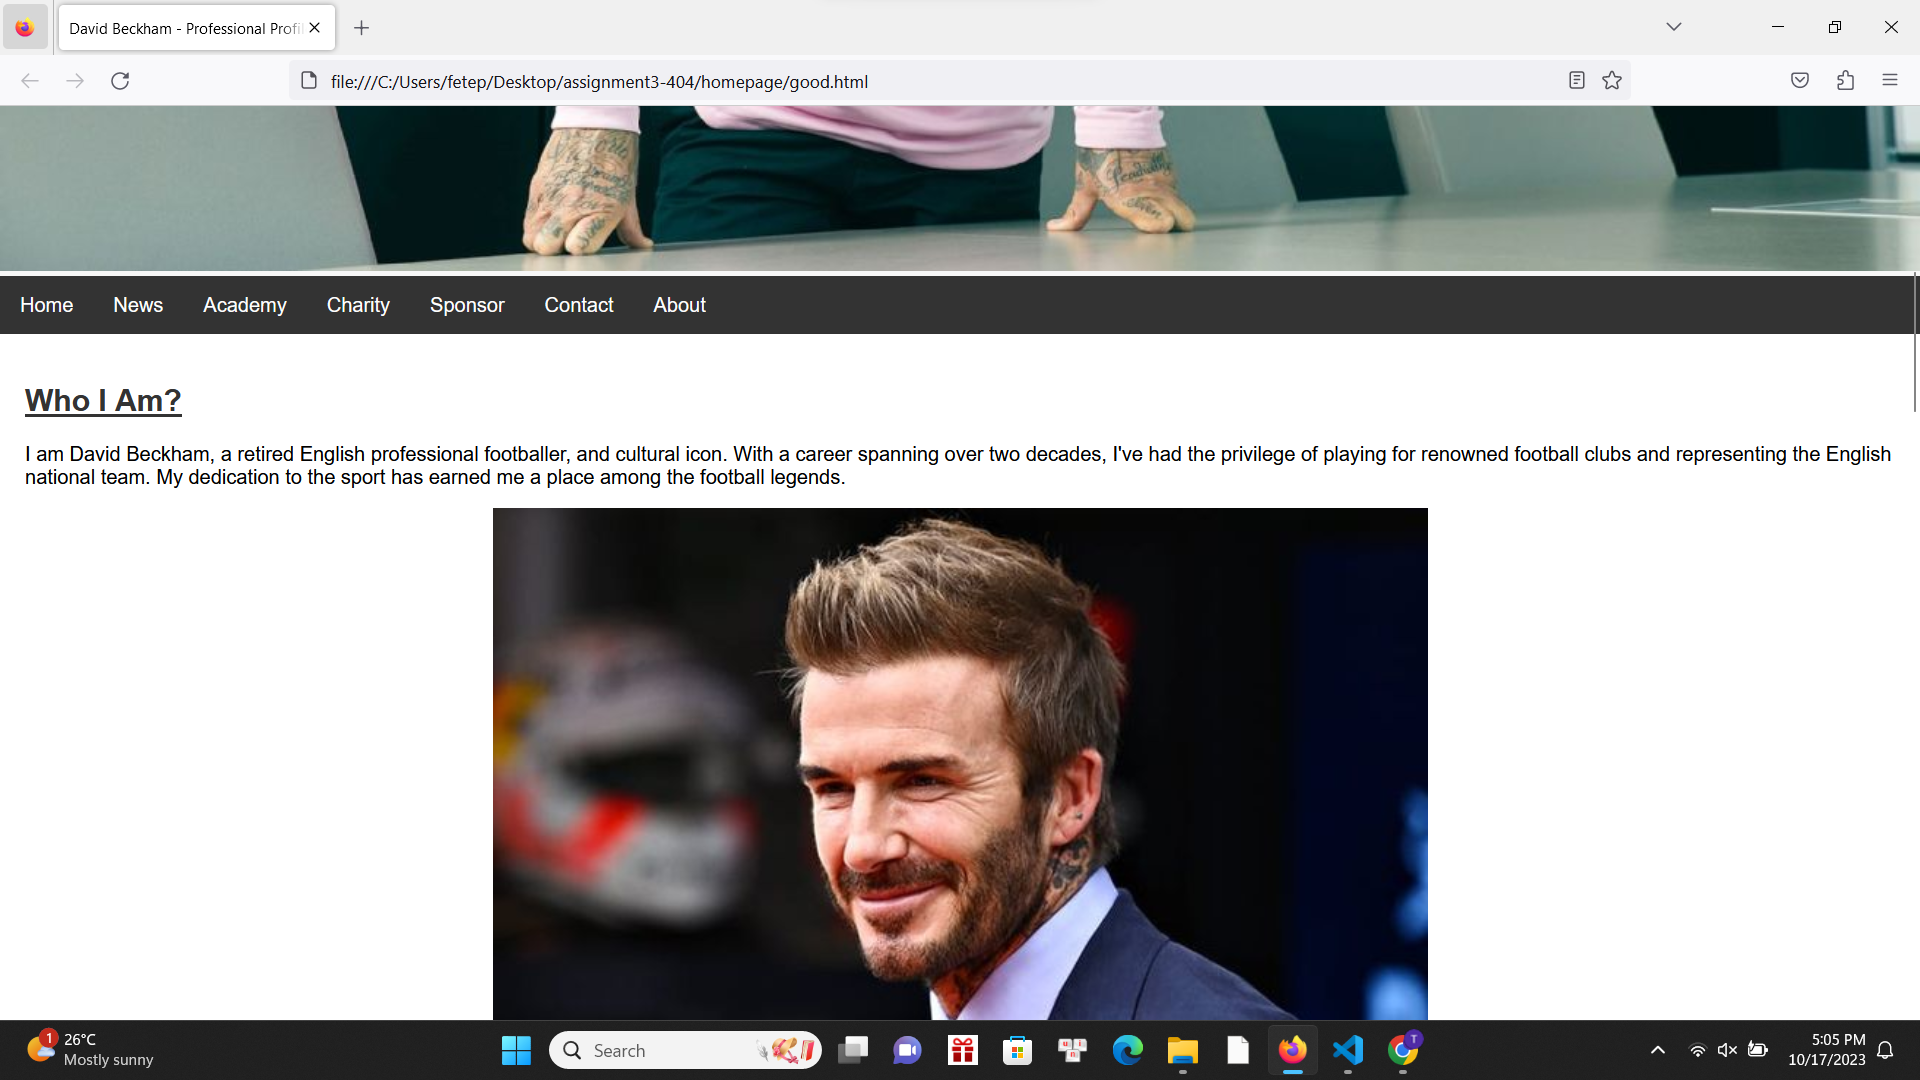 David Beckham - Professional Profil
file:///C:/Users/fetep/Desktop/assignment3-404/homepage/good.html
Home News Academy Charity Sponsor Contact About
Who I Am?
I am David Beckham, a retired English professional footballer, and cultural icon. With a career spanning over two decades, I've had the privilege of playing for renowned football clubs and representing the English
national team. My dedication to the sport has earned me a place among the football legends.
1
26°C
Mostly sunny
Search
T
5:05 PM
10/17/2023